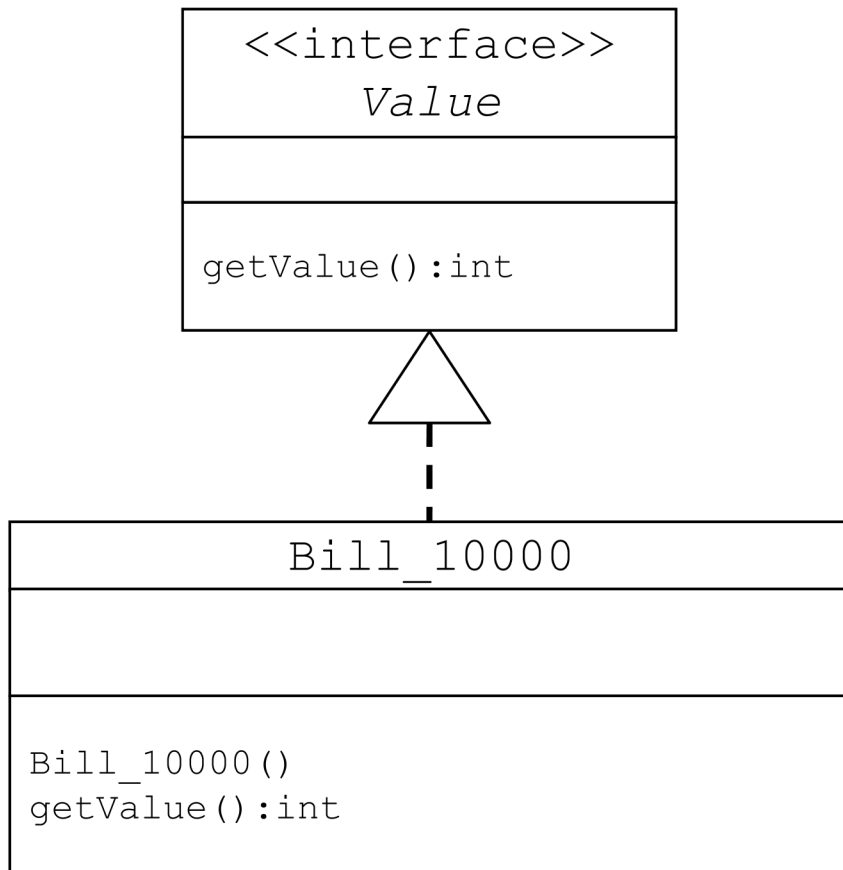 <<interface>>
Value
getValue():int
Bill_10000
Bill_10000()
getValue():int